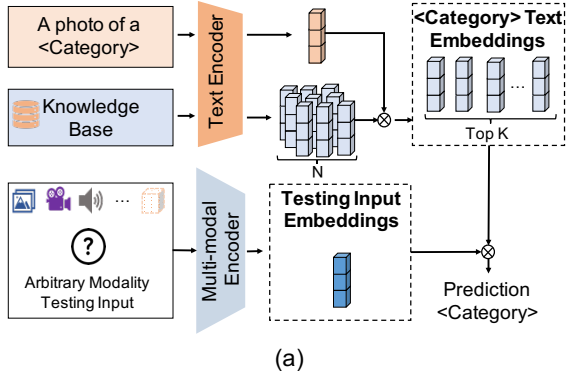 A photo of a
<Category>
Text Encoder
<Category> Text
Embeddings
Knowledge
Base
N
Top K
...
...
?
Arbitrary Modality
Testing Input
Multi-modal
Encoder
Testing Input
Embeddings
Prediction
<Category>
(a)